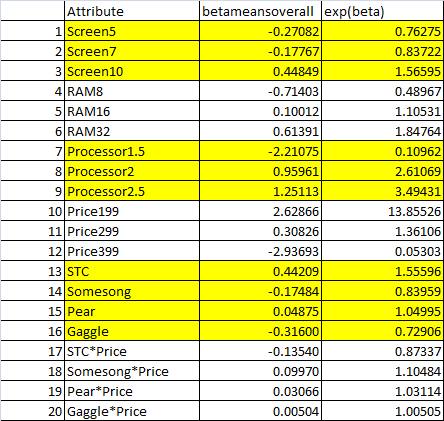 Attribute betameansoverall exp(beta)
1 Screen5 -0.27082 0.76275
2 Screen7 -0.17767 0.83722
3 Screen10 0.44849 1.56595
4 RAM8 -0.71403 0.48967
5 RAM16 0.10012 1.10531
6 RAM32 0.61391 1.84764
7 Processor1.5 -2.21075 0.10962
8 Processor2 0.95961 2.61069
9 Processor2.5 1.25113 3.49431
10 Price199 2.62866 13.85526
11 Price299 0.30826 1.36106
12 Price399 -2.93693 0.05303
13 STC 0.44209 1.55596
14 Somesong -0.17484 0.83959
15 Pear 0.04875 1.04995
16 Gaggle -0.31600 0.72906
17 STC*Price -0.13540 0.87337
18 Somesong*Price 0.09970 1.10484
19 Pear*Price 0.03066 1.03114
20 Gaggle*Price 0.00504 1.00505